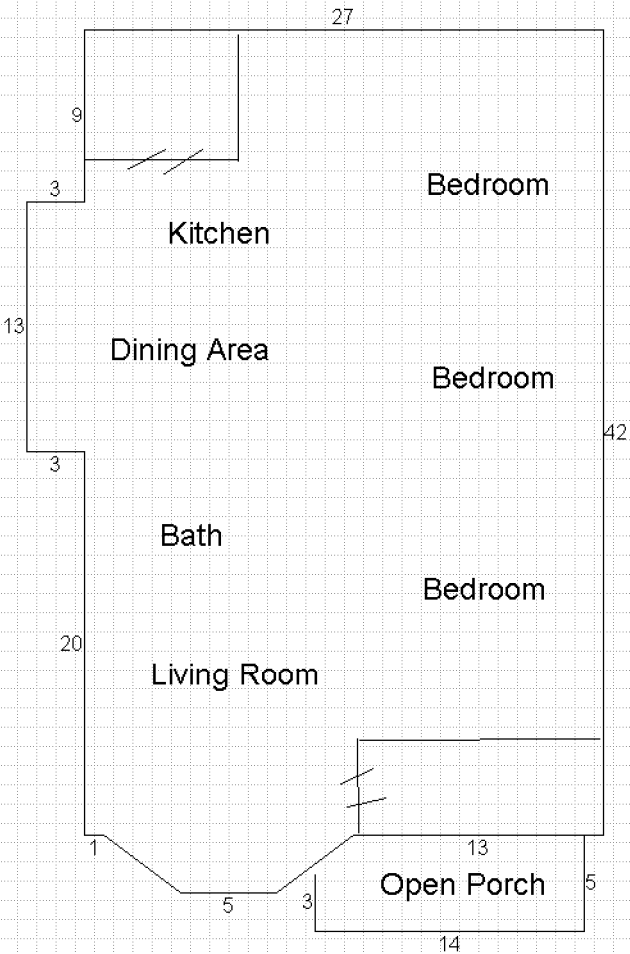 27
9
3
Bedroom
Kitchen
13
Dining Area
Bedroom
42
3
Bath
Bedroom
20
Living Room
1
13
Open Porch
5
3
5
14